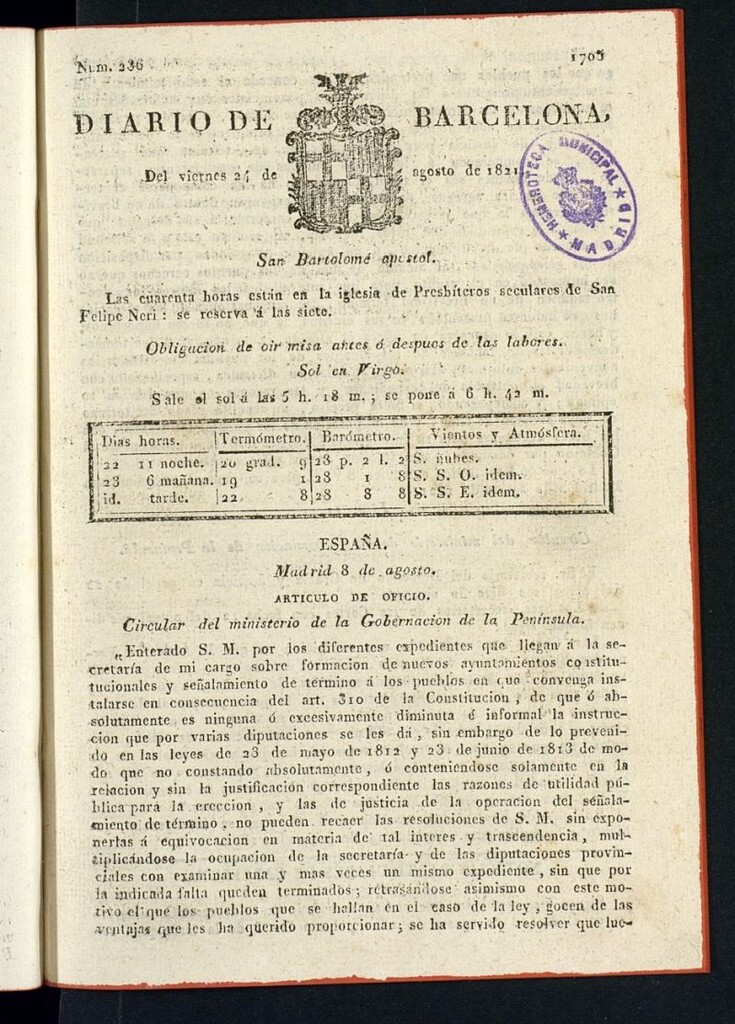 Num. 236 1705
DIARIO DE BARCELONA,
Del viernes 24 de agosto de 1821
HEMEROTECA MUNICIPAL ★ MADRID ★
San Bartolomé apostol.
Las cuarenta horas están en la iglesia de Presbíteros seculares de San
Felipe Neri : se reserva á las siete.
Obligacion de oir misa antes ó despues de las labores.
Sol en Virgo.
Sale el sol á las 5 h. 18 m. ; se pone á 6 h. 42 m.
Dias horas. Termómetro. Barómetro. Vientos y Atmósfera.
22 11 noche. 20 grad. 9 28 p. 2 l. 2 S. nubes.
23 6 mañana. 19 1 28 1 8 S. S. O. idem.
id. tarde. 22 8 28 8 8 S. S. E. idem.
ESPAÑA.
Madrid 8 de agosto.
ARTICULO DE OFICIO.
Circular del ministerio de la Gobernacion de la Península.
„Enterado S. M. por los diferentes expedientes que llegan á la se-
cretaría de mi cargo sobre formacion de nuevos ayuntamientos constitu-
tucionales y señalamiento de termino á los pueblos en que convenga ins-
talarse en consecuencia del art. 310 de la Constitucion , de que ó ab-
solutamente es ninguna ó excesivamente diminuta é informal la instruc-
cion que por varias diputaciones se les dá , sin embargo de lo preveni-
do en las leyes de 23 de mayo de 1812 y 23 de junio de 1813 de mo-
do que no constando absolutamente , ó conteniendose solamente en la
relacion y sin la justificación correspondiente las razones de utilidad pú-
blica para la ereccion , y las de justicia de la operacion del señala-
miento de término , no pueden recaer las resoluciones de S. M. sin expo-
nerlas á equivocacion en materia de tal interes y trascendencia , mul-
tiplicándose la ocupacion de la secretaría y de las diputaciones provin-
ciales con examinar una y mas veces un mismo expediente , sin que por
la indicada falta queden terminados ; retrasándose asimismo con este mo-
tivo el que los pueblos que se hallan en el caso de la ley , gocen de las
ventajas que les ha querido proporcionar ; se ha servido resolver que lue-